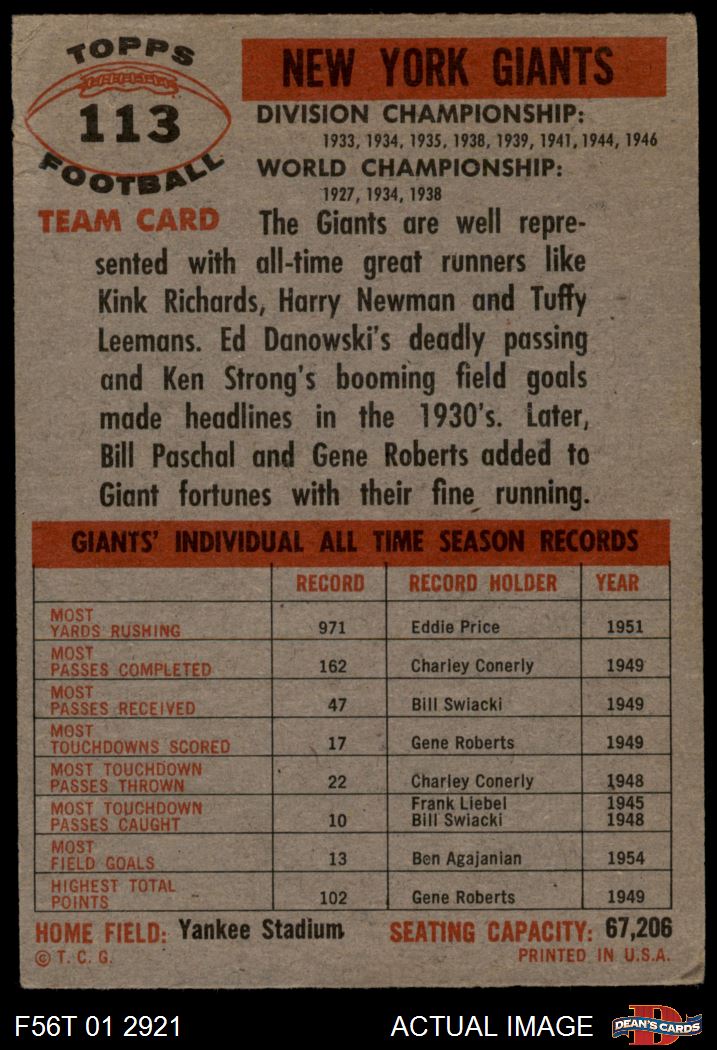 TOPPS
113
FOOTBALL
NEW YORK GIANTS
DIVISION CHAMPIONSHIP:
1933, 1934, 1935, 1938, 1939, 1941, 1944, 1946
WORLD CHAMPIONSHIP:
1927, 1934, 1938
TEAM CARD The Giants are well repre-
sented with all-time great runners like
Kink Richards, Harry Newman and Tuffy
Leemans. Ed Danowski's deadly passing
and Ken Strong's booming field goals
made headlines in the 1930's. Later,
Bill Paschal and Gene Roberts added to
Giant fortunes with their fine running.
GIANTS' INDIVIDUAL ALL TIME SEASON RECORDS
RECORD RECORD HOLDER YEAR
MOST
YARDS RUSHING 971 Eddie Price 1951
MOST
PASSES COMPLETED 162 Charley Conerly 1949
MOST
PASSES RECEIVED 47 Bill Swiacki 1949
MOST
TOUCHDOWNS SCORED 17 Gene Roberts 1949
MOST TOUCHDOWN
PASSES THROWN 22 Charley Conerly 1948
MOST TOUCHDOWN Frank Liebel 1945
PASSES CAUGHT 10 Bill Swiacki 1948
MOST
FIELD GOALS 13 Ben Agajanian 1954
HIGHEST TOTAL
POINTS 102 Gene Roberts 1949
HOME FIELD: Yankee Stadium SEATING CAPACITY: 67,206
© T. C. G. PRINTED IN U.S.A.
F56T 01 2921 ACTUAL IMAGE DEAN'S CARDS